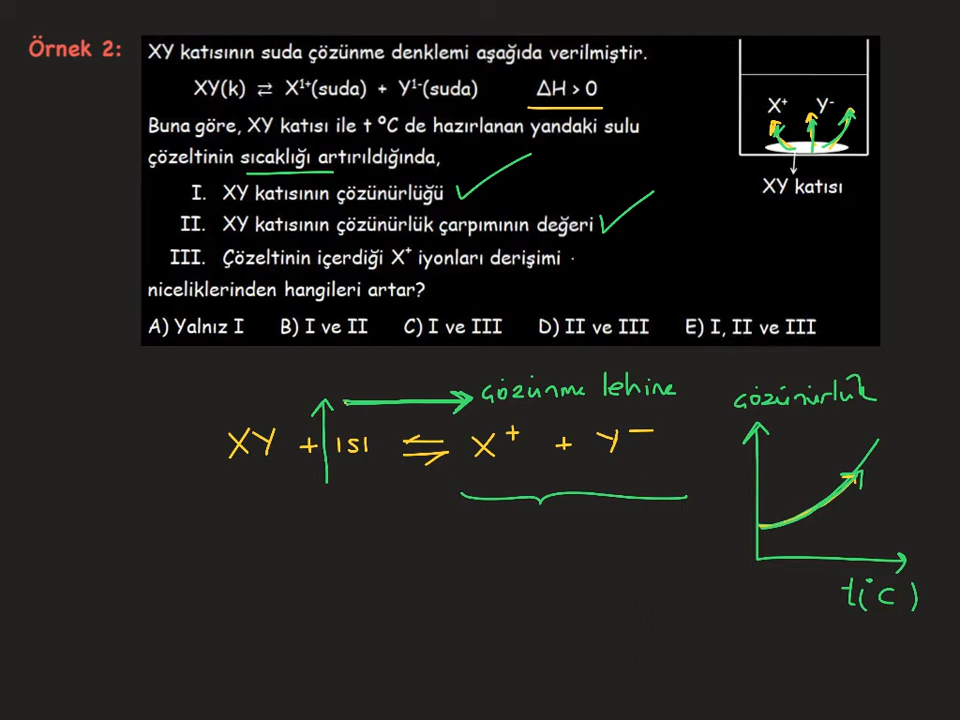 Örnek 2:
XY katısının suda çözünme denklemi aşağıda verilmiştir.
XY(k) ⇄ X¹⁺(suda) + Y¹⁻(suda) ΔH > 0
Buna göre, XY katısı ile t ºC de hazırlanan yandaki sulu
çözeltinin sıcaklığı artırıldığında,
I. XY katısının çözünürlüğü
II. XY katısının çözünürlük çarpımının değeri
III. Çözeltinin içerdiği X⁺ iyonları derişimi
niceliklerinden hangileri artar?
A) Yalnız I B) I ve II C) I ve III D) II ve III E) I, II ve III
X⁺ Y⁻
XY katısı
çözünme lehine
XY + ısı ⇌ X⁺ + Y⁻
çözünürlük
t(°C)